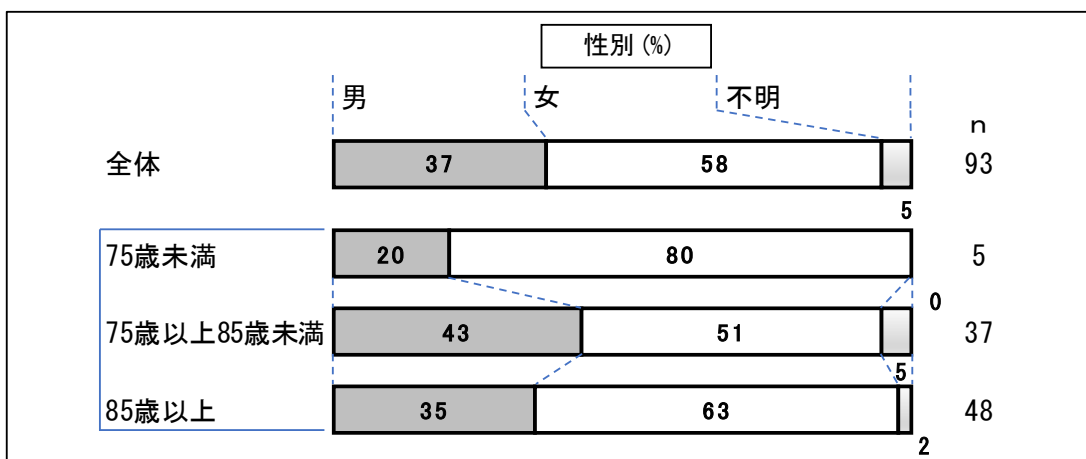 性別(%)
男 女 不明
n
全体 37 58 93
5
75歳未満 20 80 5
0
75歳以上85歳未満 43 51 37
5
85歳以上 35 63 48
2